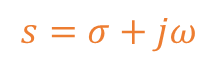 s = σ + jω